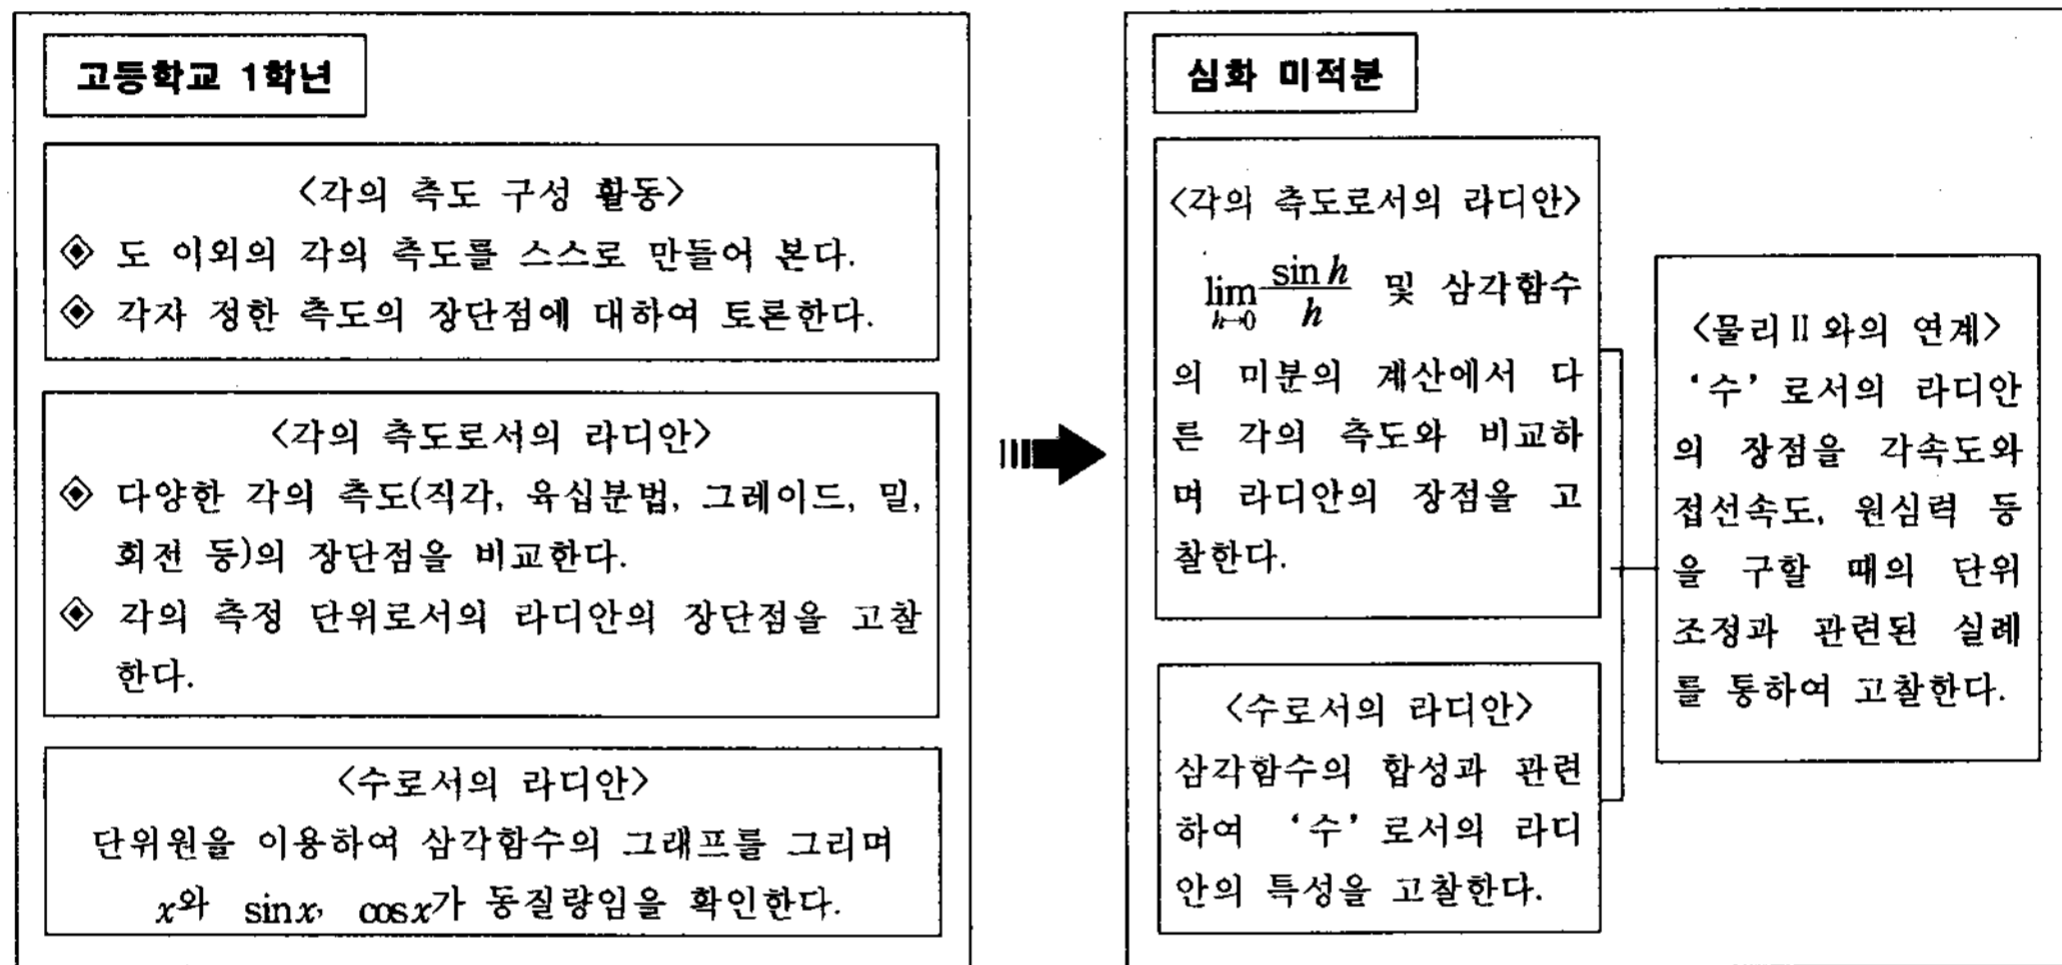 고등학교 1학년
<각의 측도 구성 활동>
◈ 도 이외의 각의 측도를 스스로 만들어 본다.
◈ 각자 정한 측도의 장단점에 대하여 토론한다.
<각의 측도로서의 라디안>
◈ 다양한 각의 측도(직각, 육십분법, 그레이드, 밀,
회전 등)의 장단점을 비교한다.
◈ 각의 측정 단위로서의 라디안의 장단점을 고찰
한다.
<수로서의 라디안>
단위원을 이용하여 삼각함수의 그래프를 그리며
x와 sinx, cosx가 동질량임을 확인한다.
심화 미적분
<각의 측도로서의 라디안>
lim h→0 sin h / h 및 삼각함수
의 미분의 계산에서 다
른 각의 측도와 비교하
며 라디안의 장점을 고
찰한다.
<수로서의 라디안>
삼각함수의 합성과 관련
하여 ‘수’로서의 라디
안의 특성을 고찰한다.
<물리Ⅱ와의 연계>
‘수’로서의 라디안
의 장점을 각속도와
접선속도, 원심력 등
을 구할 때의 단위
조정과 관련된 실례
를 통하여 고찰한다.